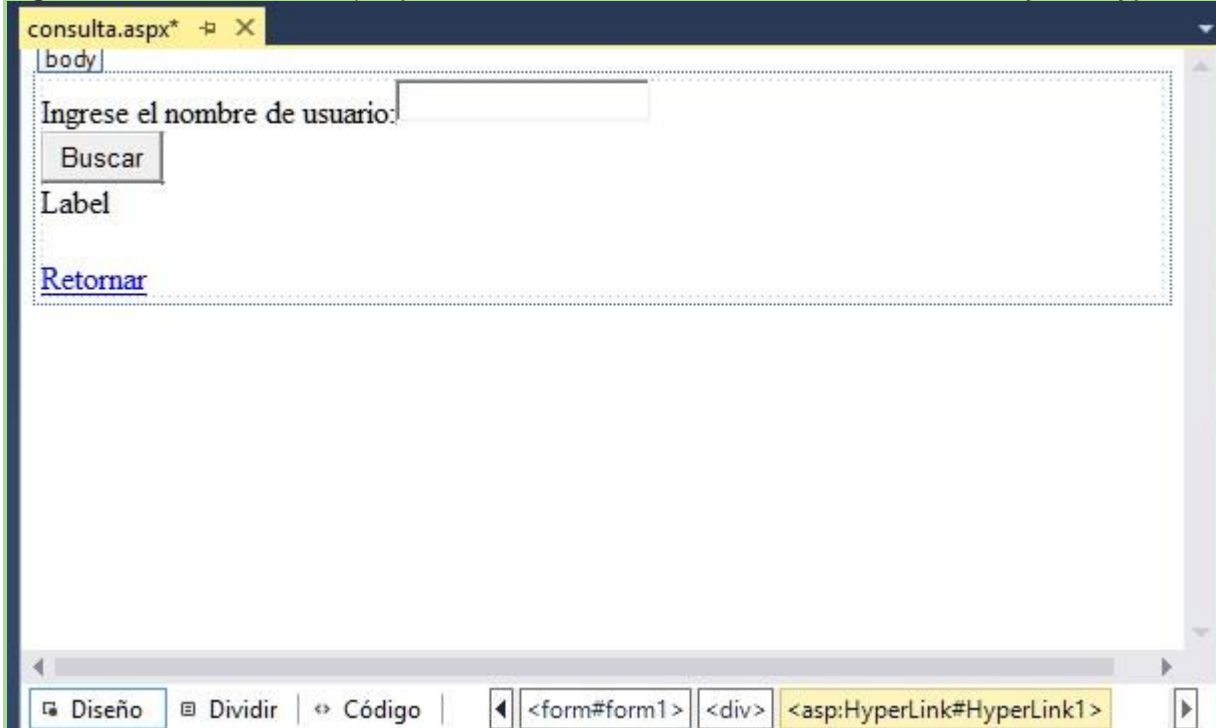 consulta.aspx*
body
Ingrese el nombre de usuario:
Buscar
Label
Retornar
Diseño Dividir Código <form#form1> <div> <asp:HyperLink#HyperLink1>